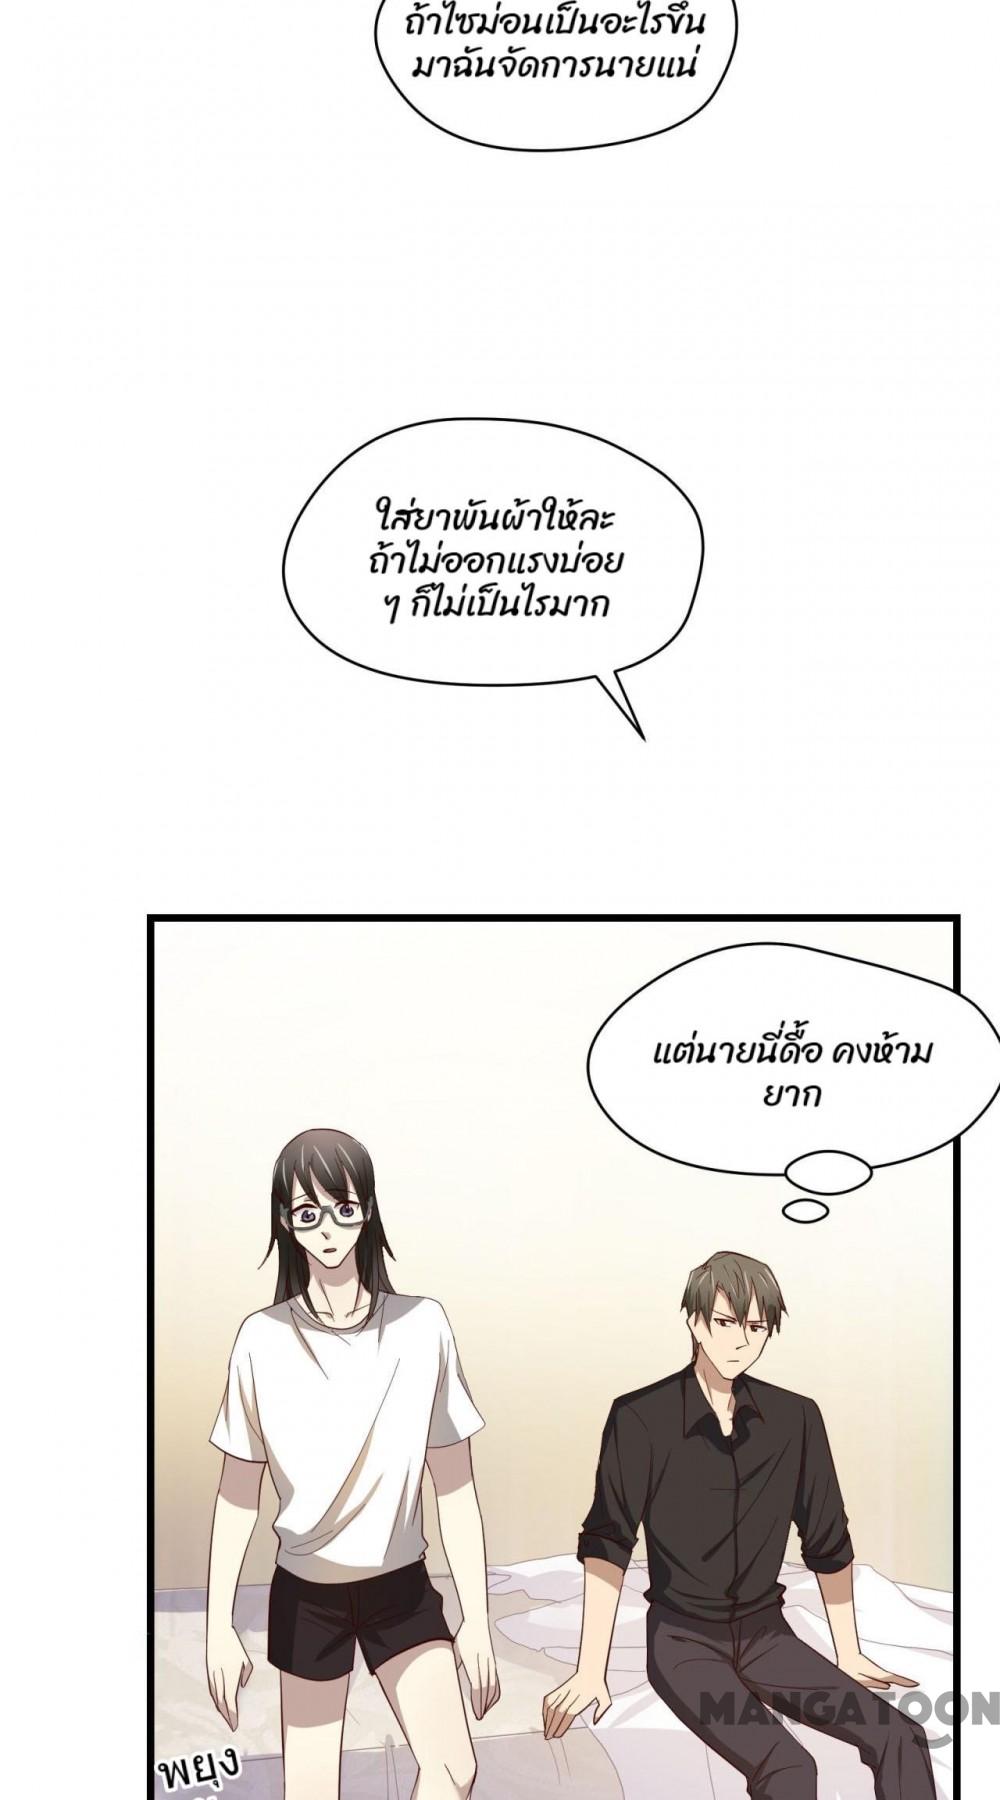 ถ้าไซม่อนเป็นอะไรขึ้น
มาฉันจัดการนายแน่
ใส่ยาพันผ้าให้ละ
ถ้าไม่ออกแรงบ่อย
ๆ ก็ไม่เป็นไรมาก
แต่นายนี่ดื้อ คงห้าม
ยาก
MANGATOON
พยุง